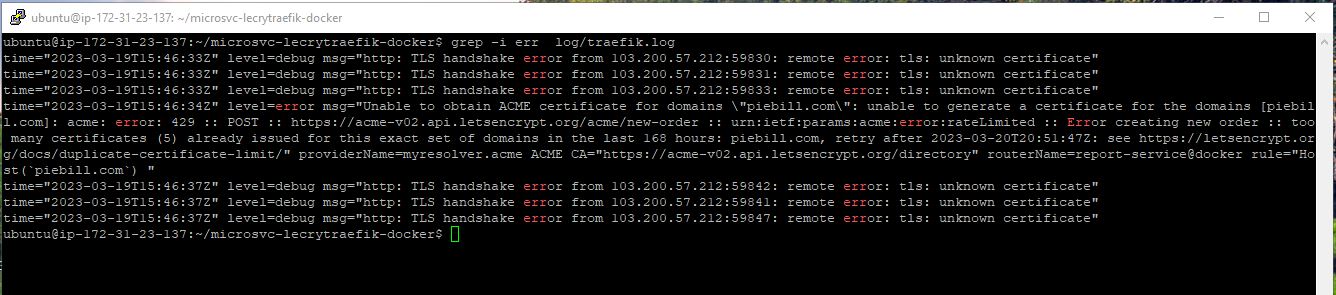 ubuntu@ip-172-31-23-137: ~/microsvc-lecrytraefik-docker
ubuntu@ip-172-31-23-137:~/microsvc-lecrytraefik-docker$ grep -i err  log/traefik.log
time="2023-03-19T15:46:33Z" level=debug msg="http: TLS handshake error from 103.200.57.212:59830: remote error: tls: unknown certificate"
time="2023-03-19T15:46:33Z" level=debug msg="http: TLS handshake error from 103.200.57.212:59831: remote error: tls: unknown certificate"
time="2023-03-19T15:46:33Z" level=debug msg="http: TLS handshake error from 103.200.57.212:59833: remote error: tls: unknown certificate"
time="2023-03-19T15:46:34Z" level=error msg="Unable to obtain ACME certificate for domains \"piebill.com\": unable to generate a certificate for the domains [piebil
l.com]: acme: error: 429 :: POST :: https://acme-v02.api.letsencrypt.org/acme/new-order :: urn:ietf:params:acme:error:rateLimited :: Error creating new order :: too
 many certificates (5) already issued for this exact set of domains in the last 168 hours: piebill.com, retry after 2023-03-20T20:51:47Z: see https://letsencrypt.or
g/docs/duplicate-certificate-limit/" providerName=myresolver.acme ACME CA="https://acme-v02.api.letsencrypt.org/directory" routerName=report-service@docker rule="Ho
st(`piebill.com`) "
time="2023-03-19T15:46:37Z" level=debug msg="http: TLS handshake error from 103.200.57.212:59842: remote error: tls: unknown certificate"
time="2023-03-19T15:46:37Z" level=debug msg="http: TLS handshake error from 103.200.57.212:59841: remote error: tls: unknown certificate"
time="2023-03-19T15:46:37Z" level=debug msg="http: TLS handshake error from 103.200.57.212:59847: remote error: tls: unknown certificate"
ubuntu@ip-172-31-23-137:~/microsvc-lecrytraefik-docker$